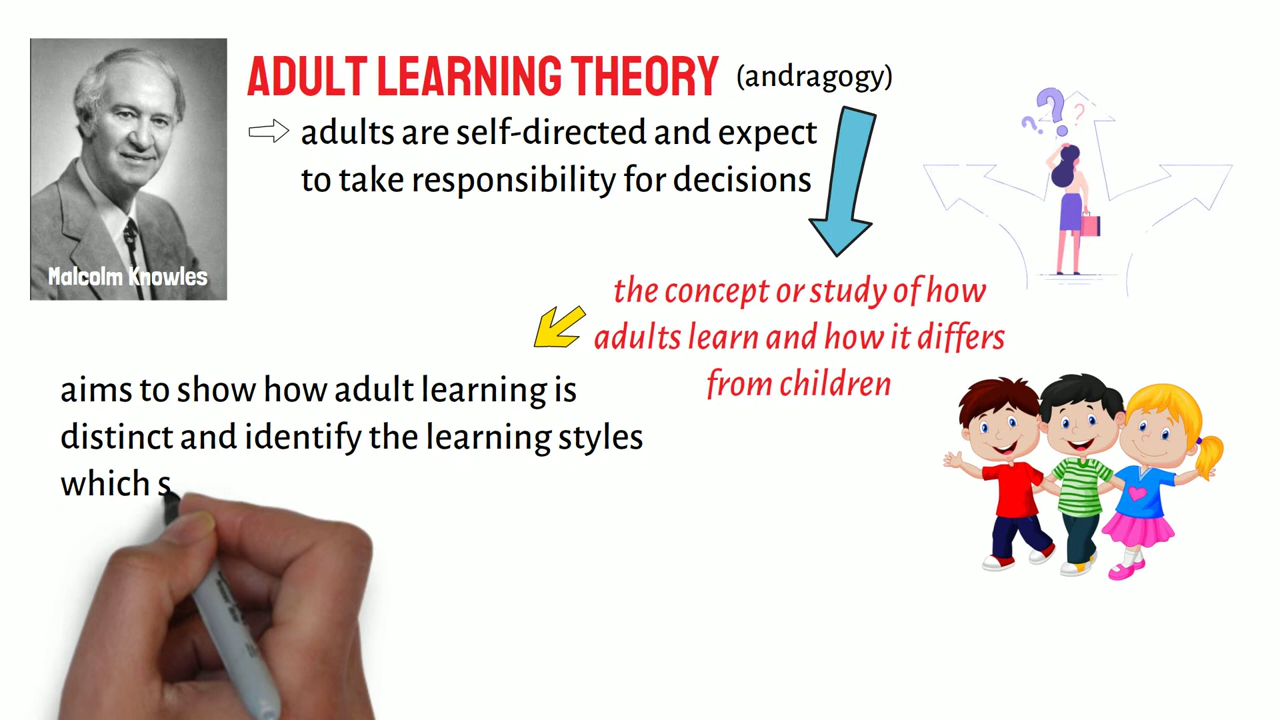 ADULT LEARNING THEORY (andragogy)
adults are self-directed and expect
to take responsibility for decisions
Malcolm Knowles
the concept or study of how
adults learn and how it differs
from children
aims to show how adult learning is
distinct and identify the learning styles
which s